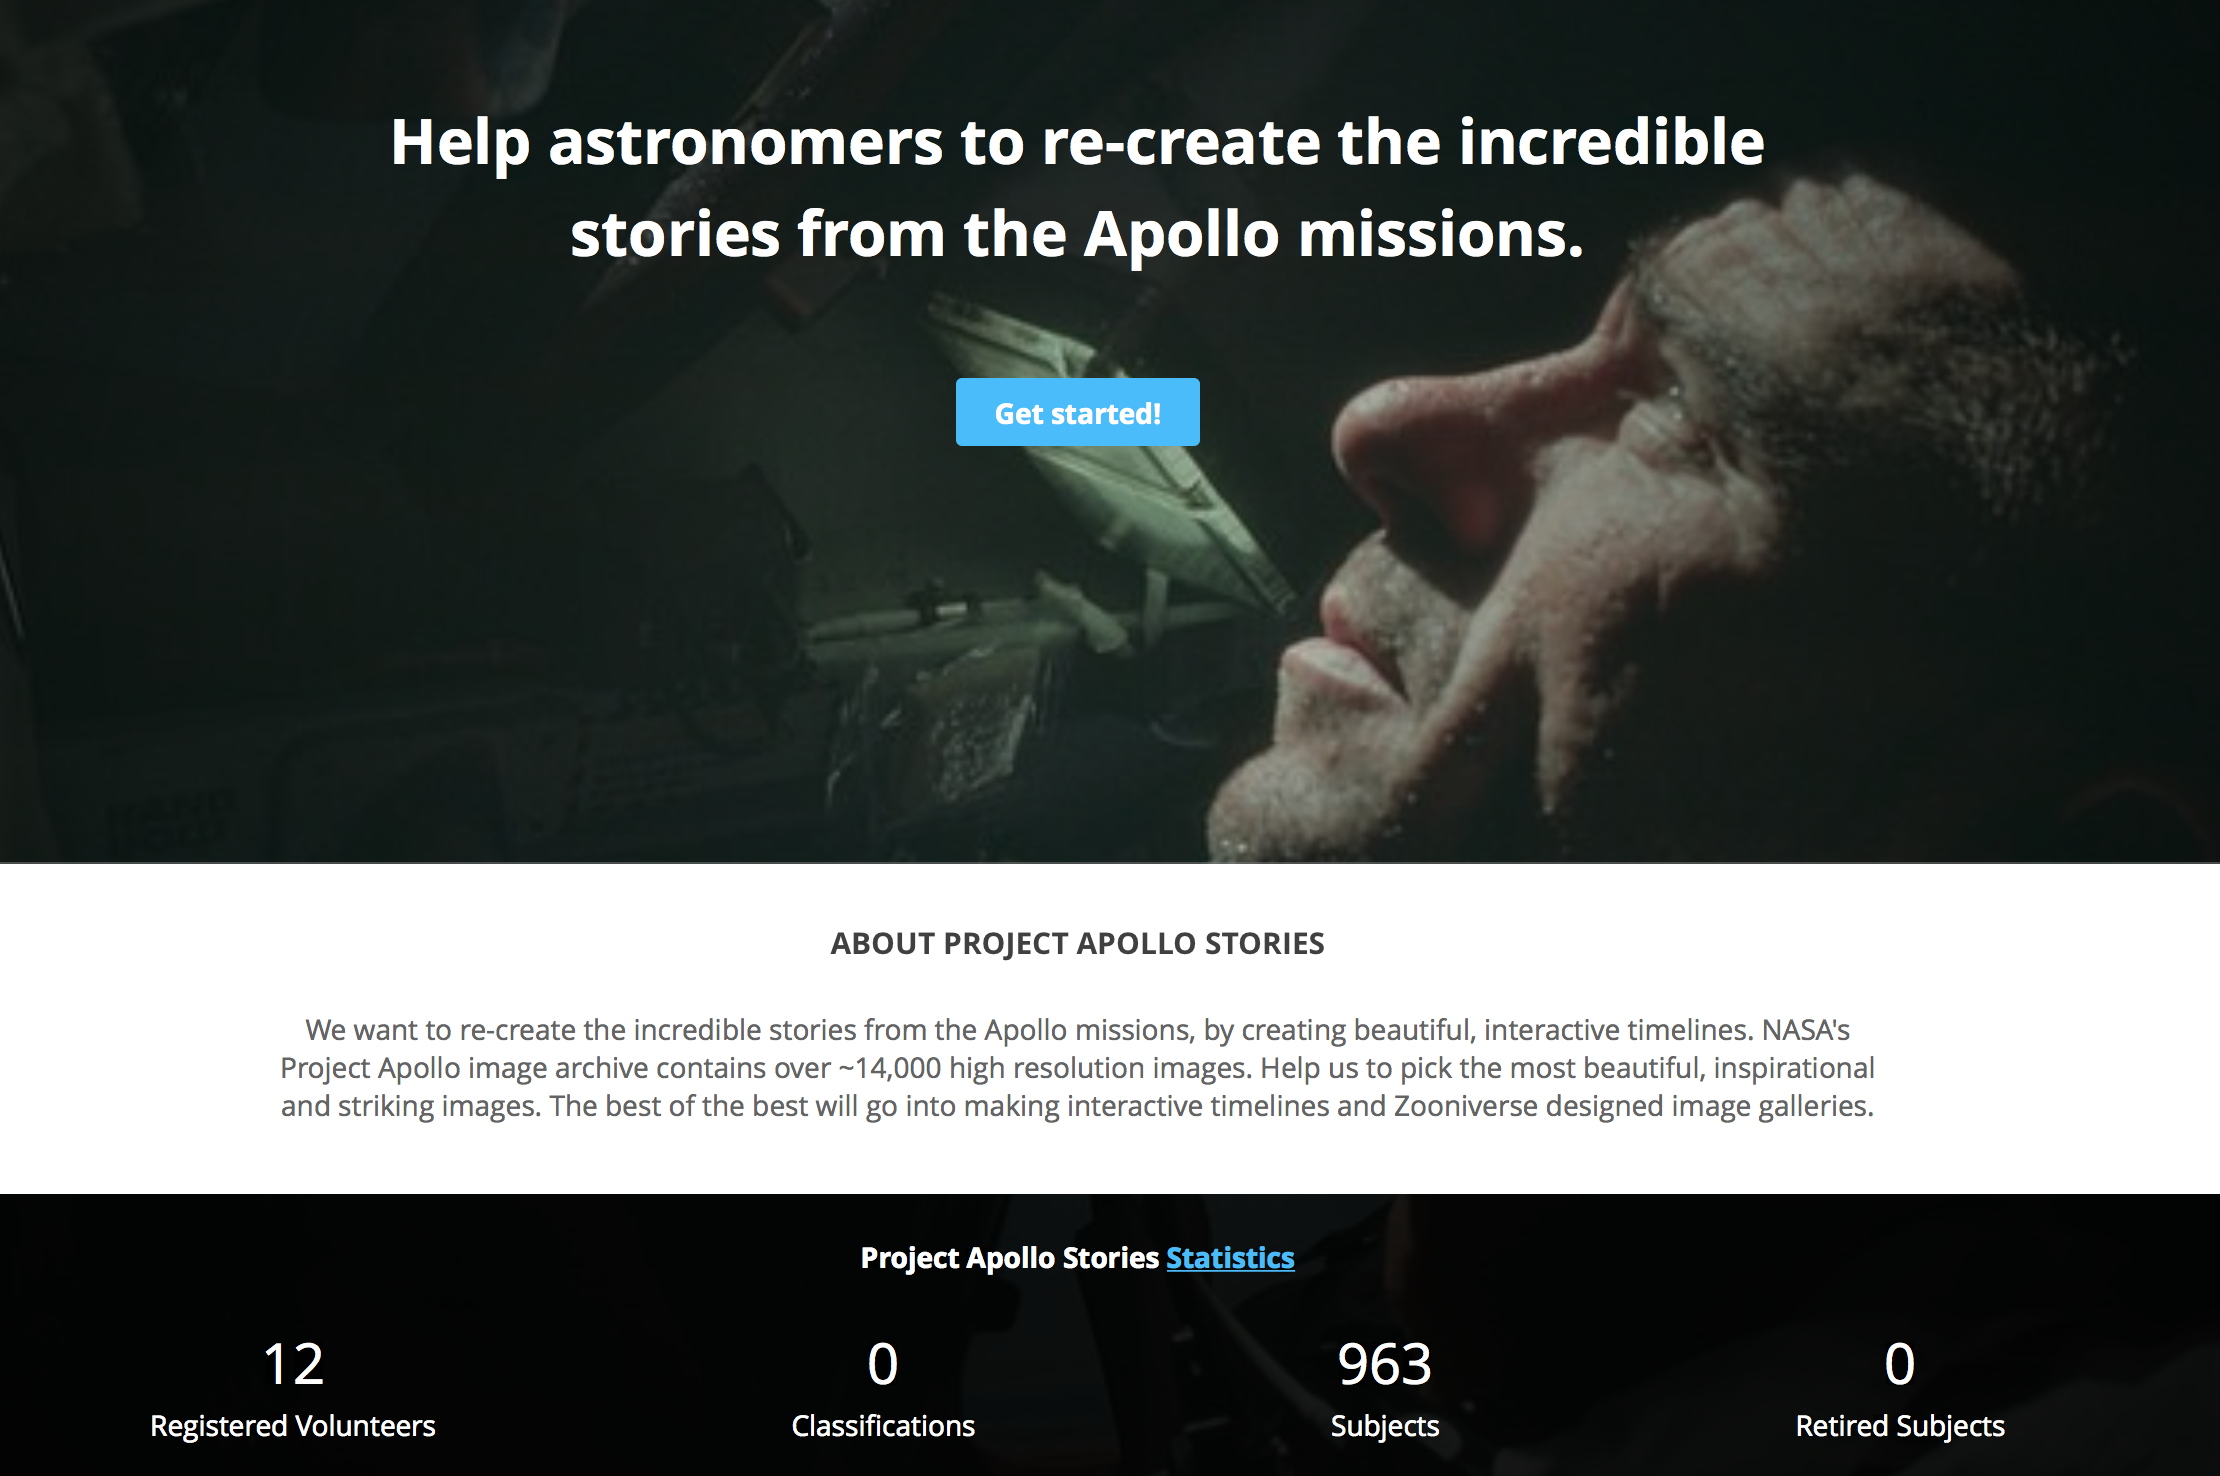 Help astronomers to re-create the incredible
stories from the Apollo missions.
Get started!
ABOUT PROJECT APOLLO STORIES
We want to re-create the incredible stories from the Apollo missions, by creating beautiful, interactive timelines. NASA's
Project Apollo image archive contains over ~14,000 high resolution images. Help us to pick the most beautiful, inspirational
and striking images. The best of the best will go into making interactive timelines and Zooniverse designed image galleries.
Project Apollo Stories Statistics
12
Registered Volunteers
0
Classifications
963
Subjects
0
Retired Subjects